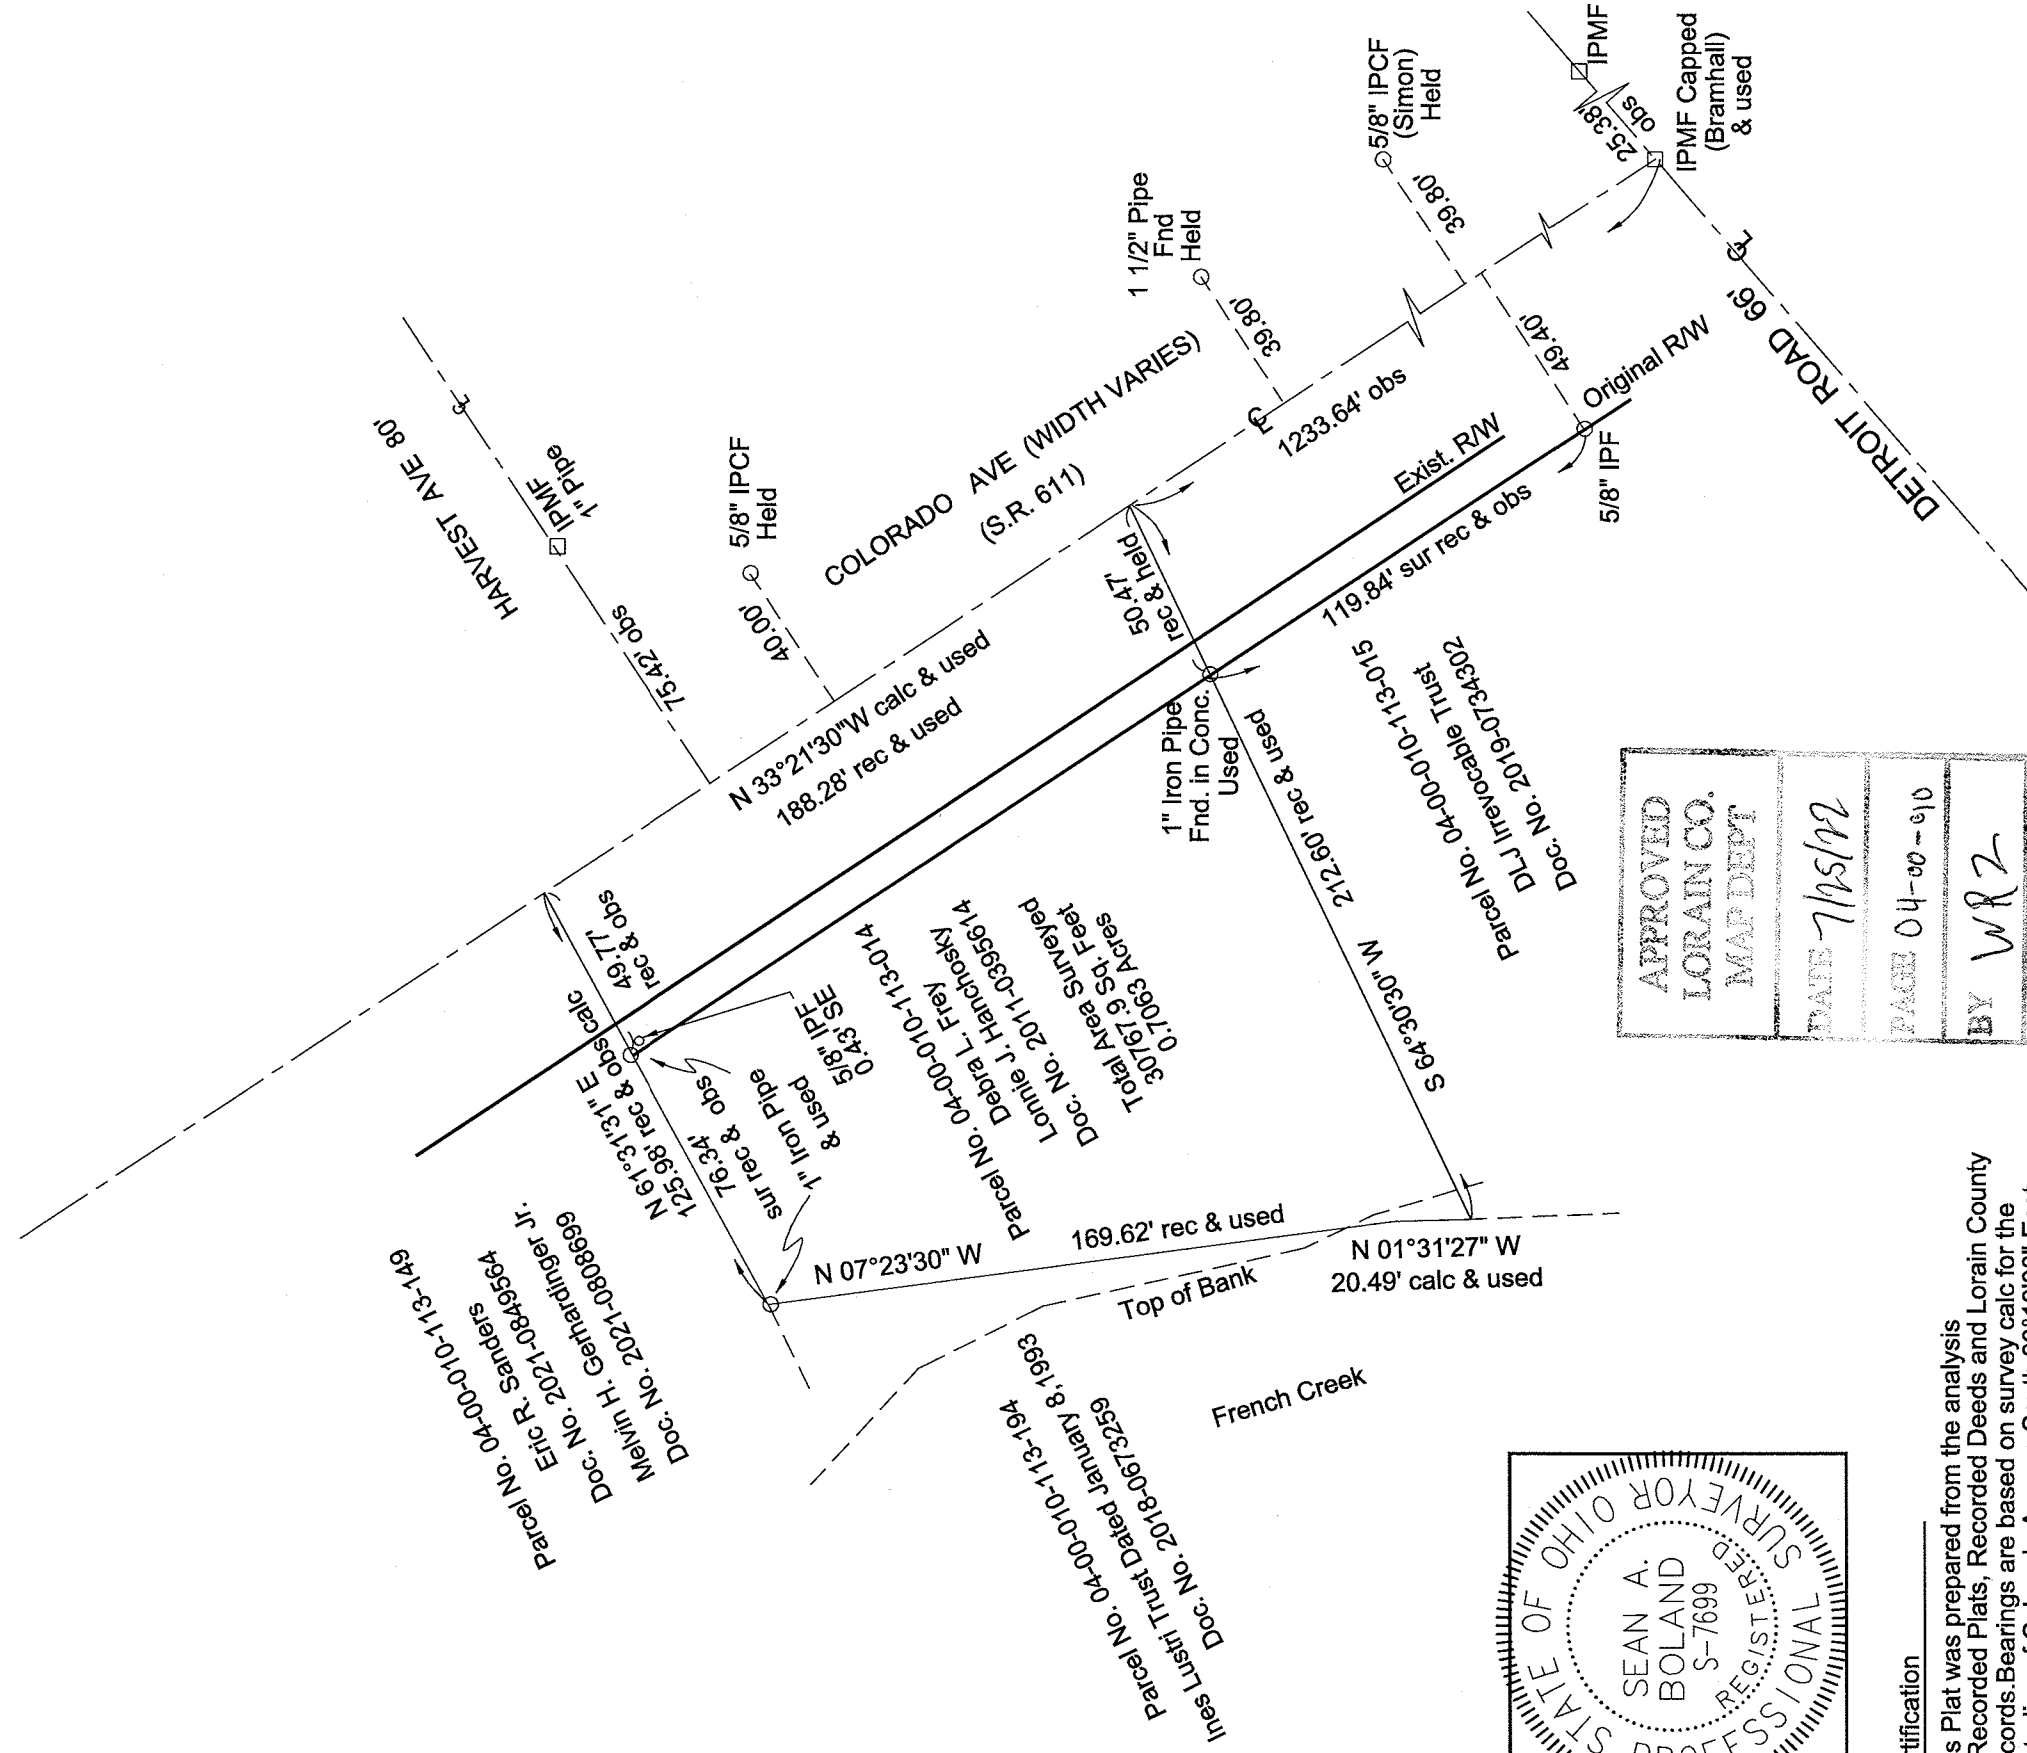 HARVEST AVE 80'
IPMF
1" Pipe
75.42' obs
5/8" IPCF
Held
40.00'
COLORADO AVE (WIDTH VARIES)
(S.R. 611)
1 1/2" Pipe
Fnd
Held
39.80'
5/8" IPCF
(Simon)
Held
39.80'
IPMF
25.38'
obs
IPMF Capped
(Bramhall)
& used
1233.64' obs
49.40'
Original R/W
Exist. R/W
5/8" IPF
DETROIT ROAD 66'
119.84' sur rec & obs
50.47'
rec & held
N 33°21'30"W calc & used
188.28' rec & used
1" Iron Pipe
Fnd. in Conc.
Used
212.60' rec & used
S 64°30'30" W
Parcel No. 04-00-010-113-015
DLJ Irrevocable Trust
Doc. No. 2019-0734302
49.77'
rec & obs
N 61°31'31" E obs calc
125.98' rec & obs
76.34'
sur rec & obs
1" Iron Pipe
& used
5/8" IPF
0.43' SE
Parcel No. 04-00-010-113-014
Debra L. Frey
Lonnie J. Hanchosky
Doc. No. 2011-0395614
Total Area Surveyed
30767.9 Sq. Feet
0.7063 Acres
Parcel No. 04-00-010-113-149
Eric R. Sanders
Doc. No. 2021-0849564
Melvin H. Gerhardinger Jr.
Doc. No. 2021-0808699
N 07°23'30" W
169.62' rec & used
N 01°31'27" W
20.49' calc & used
Top of Bank
French Creek
Parcel No. 04-00-010-113-194
Ines Lustri Trust Dated January 8,1993
Doc. No. 2018-0673259
APPROVED
LORAIN CO.
MAP DEPT
DATE 7/25/22
PAGE 04-00-010
BY WRZ
STATE OF OHIO
SEAN A.
BOLAND
S-7699
REGISTERED
SURVEYOR
tification
s Plat was prepared from the analysis
Recorded Plats, Recorded Deeds and Lorain County
cords.Bearings are based on survey calc for the